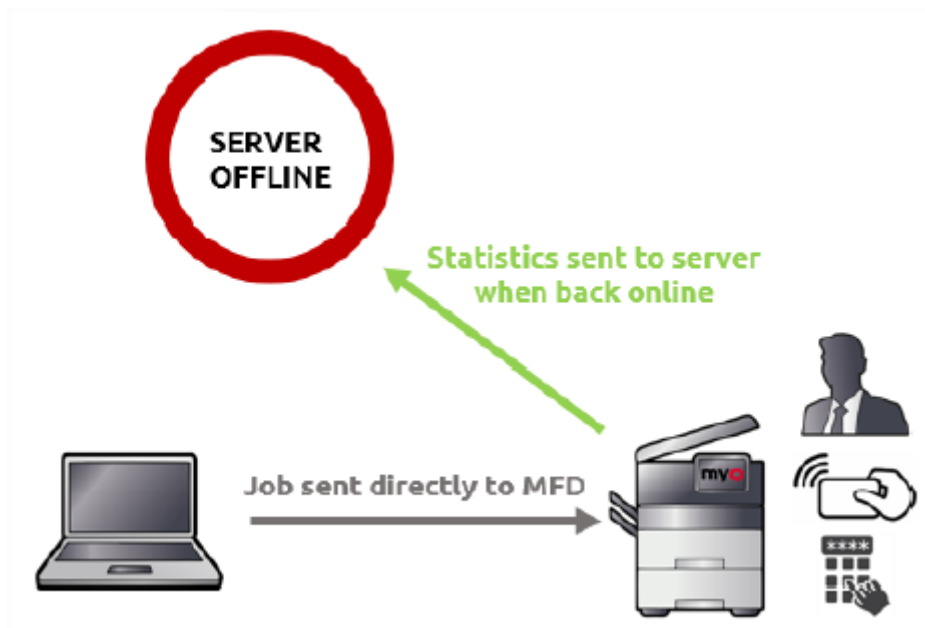 SERVER
OFFLINE
Statistics sent to server
when back online
Job sent directly to MFD
myQ
****